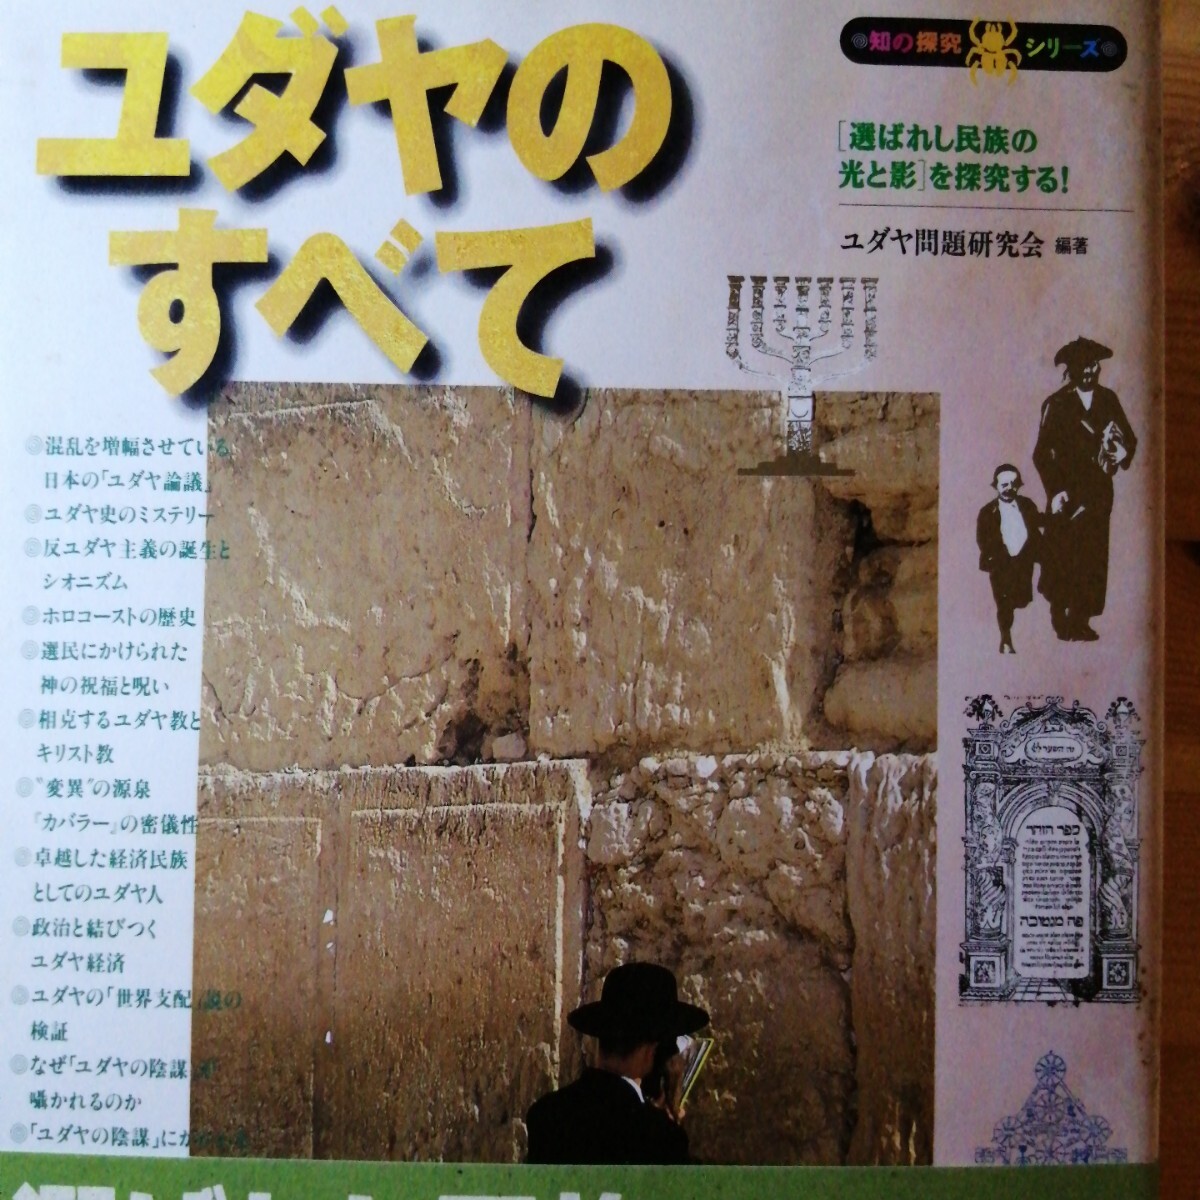 ユダヤの
すべて
知の探究シリーズ
[選ばれし民族の
光と影]を探究する!
ユダヤ問題研究会 編著
混乱を増幅させている
日本の「ユダヤ論議」
ユダヤ史のミステリー
反ユダヤ主義の誕生と
シオニズム
ホロコーストの歴史
選民にかけられた
神の祝福と呪い
相克するユダヤ教と
キリスト教
〝変異〟の源泉
「カバラー」の密儀性
卓越した経済民族
としてのユダヤ人
政治と結びつく
ユダヤ経済
ユダヤの「世界支配」説の
検証
なぜ「ユダヤの陰謀」が
囁かれるのか
「ユダヤの陰謀」に
ספר הזהר
פה מנטובה